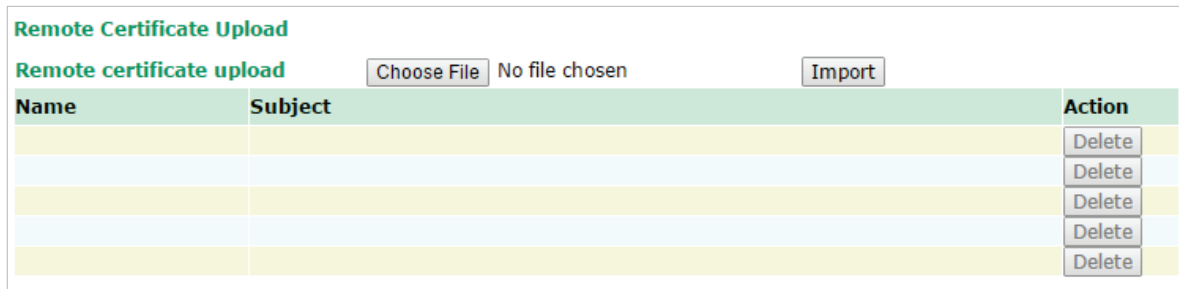 Remote Certificate Upload
Remote certificate upload Choose File No file chosen Import
Name Subject Action
Delete
Delete
Delete
Delete
Delete